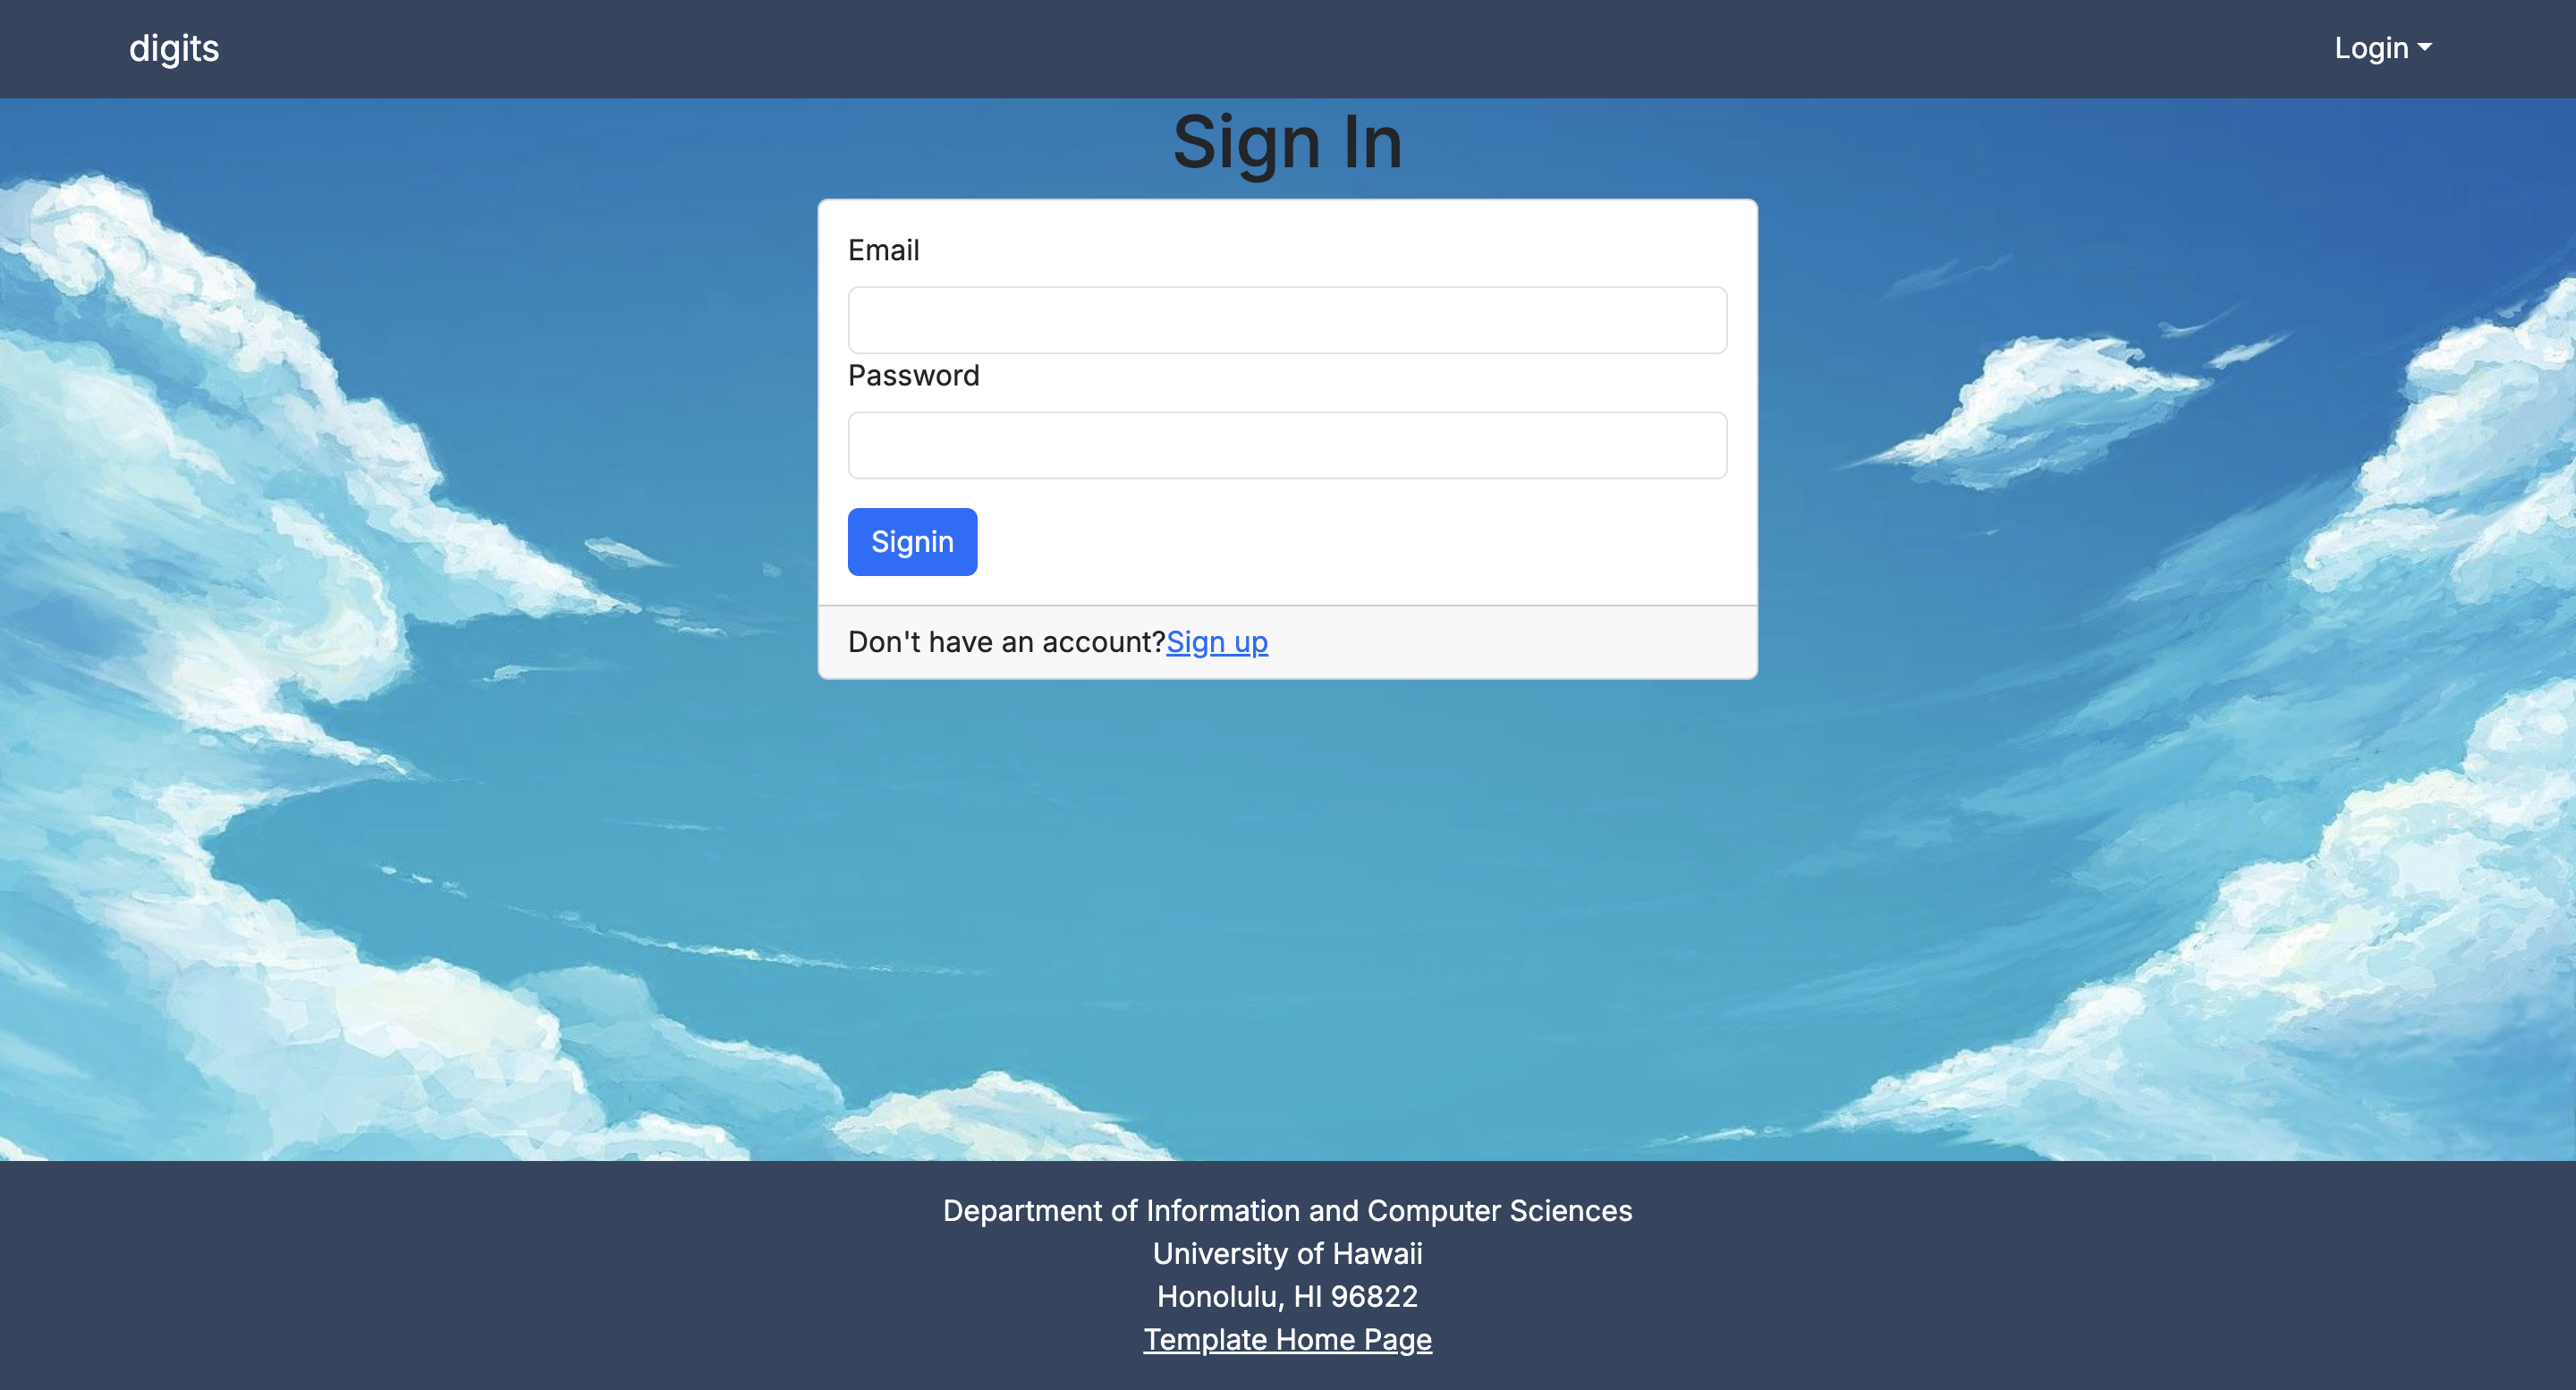 digits
Login
Sign In
Email
Password
Signin
Don't have an account?Sign up
Department of Information and Computer Sciences
University of Hawaii
Honolulu, HI 96822
Template Home Page